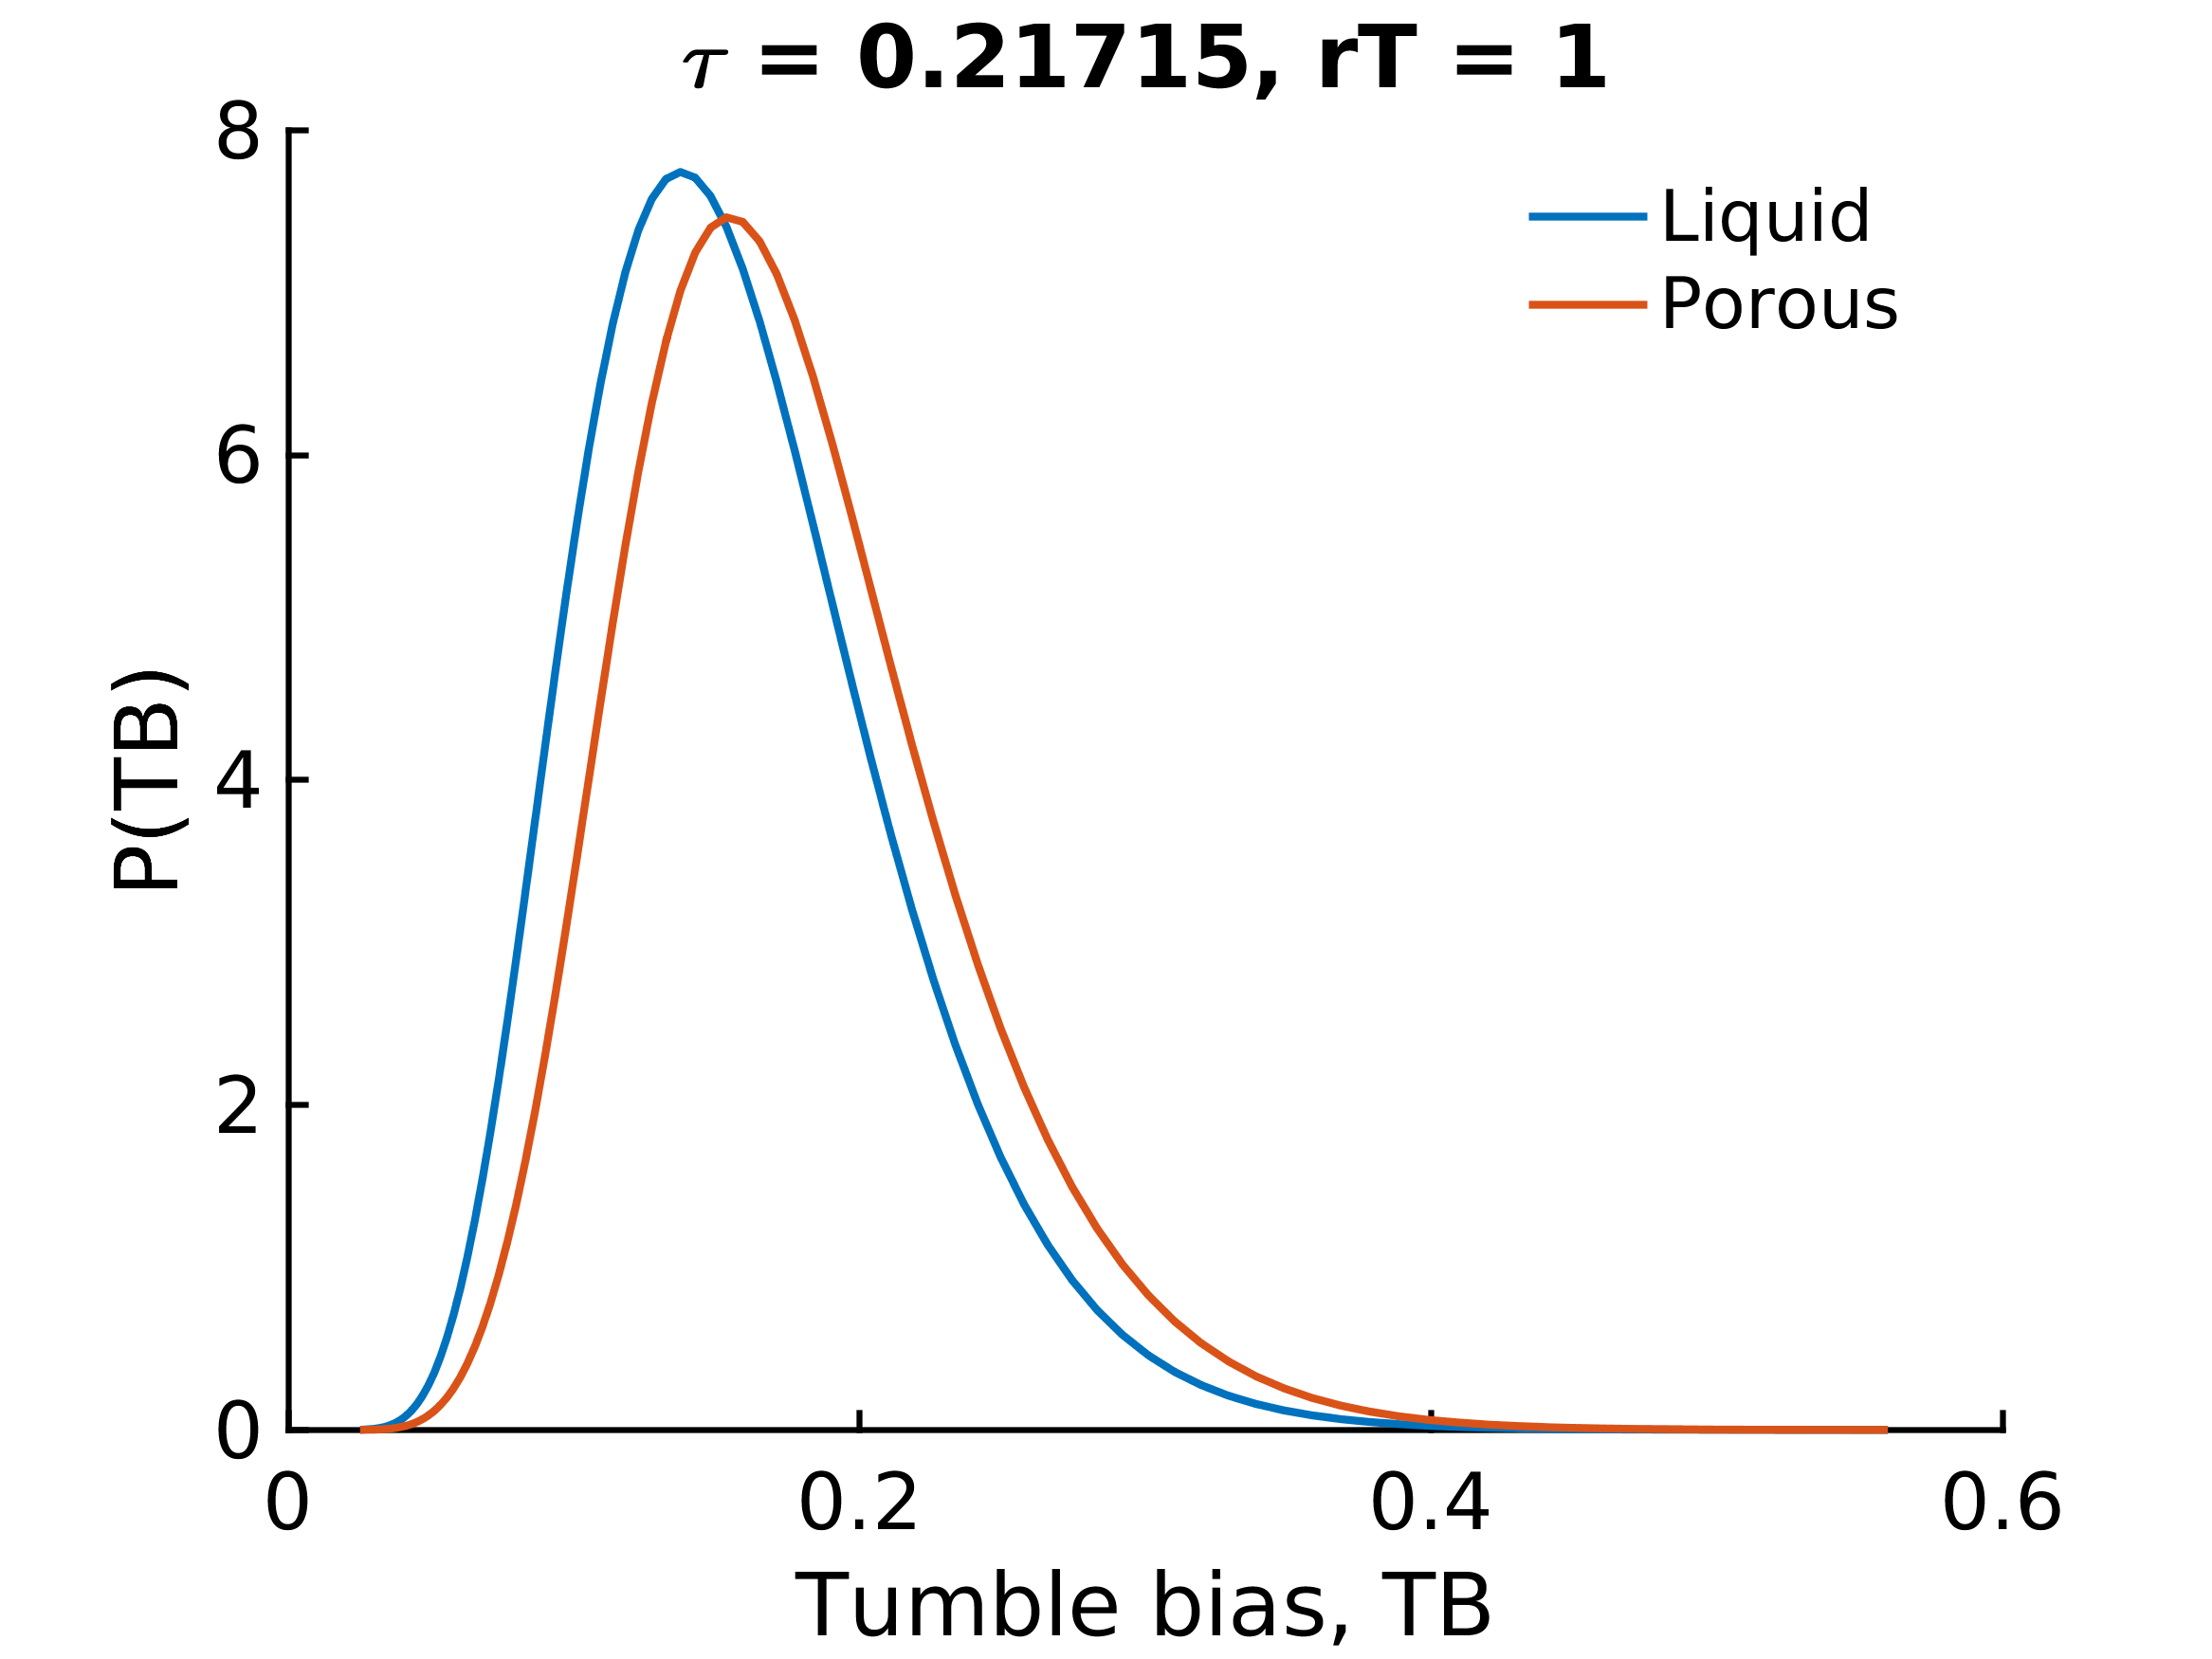 τ = 0.21715, rT = 1
Liquid
Porous
P(TB)
8
6
4
2
0
0 0.2 0.4 0.6
Tumble bias, TB